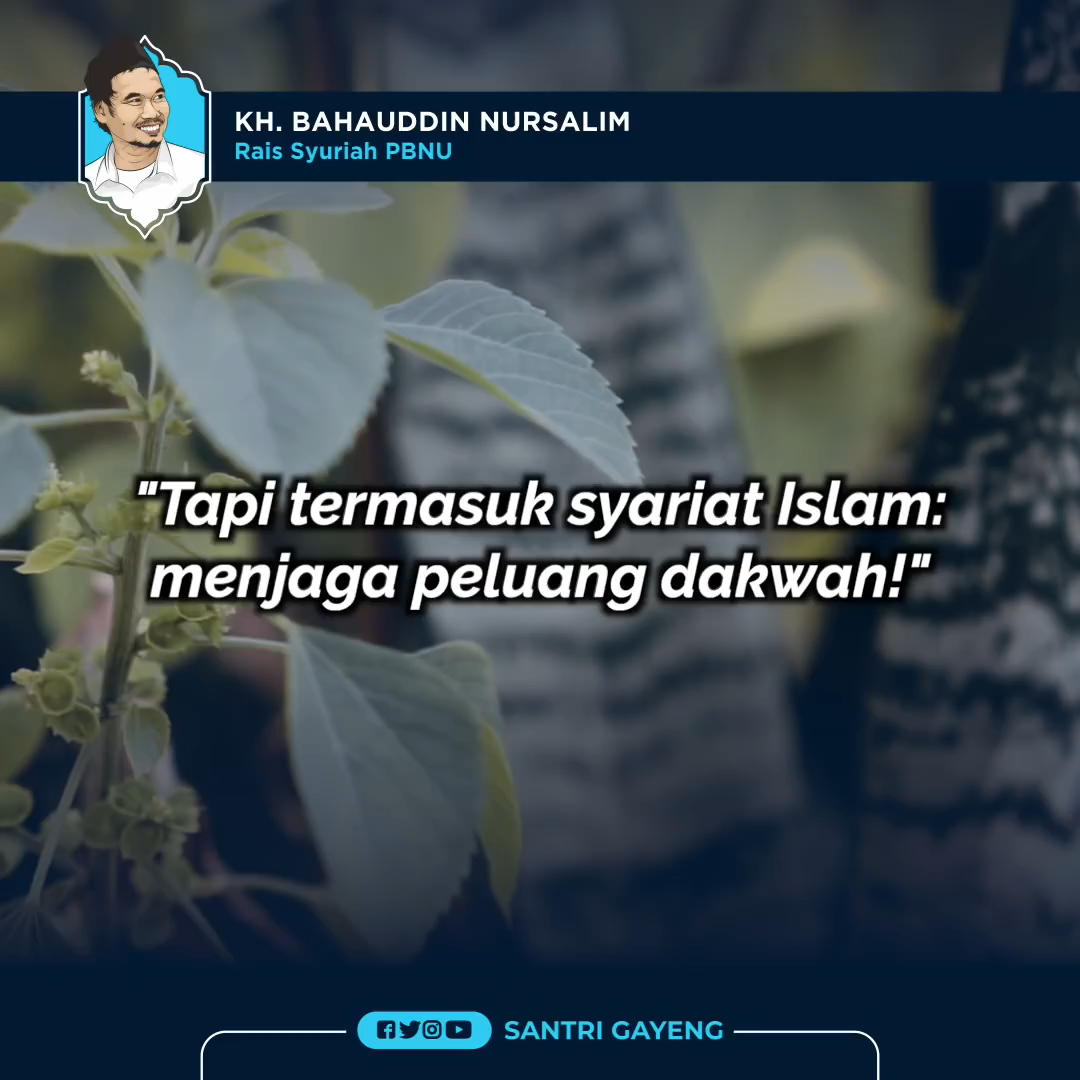 KH. BAHAUDDIN NURSALIM
Rais Syuriah PBNU
"Tapi termasuk syariat Islam:
menjaga peluang dakwah!"
SANTRI GAYENG